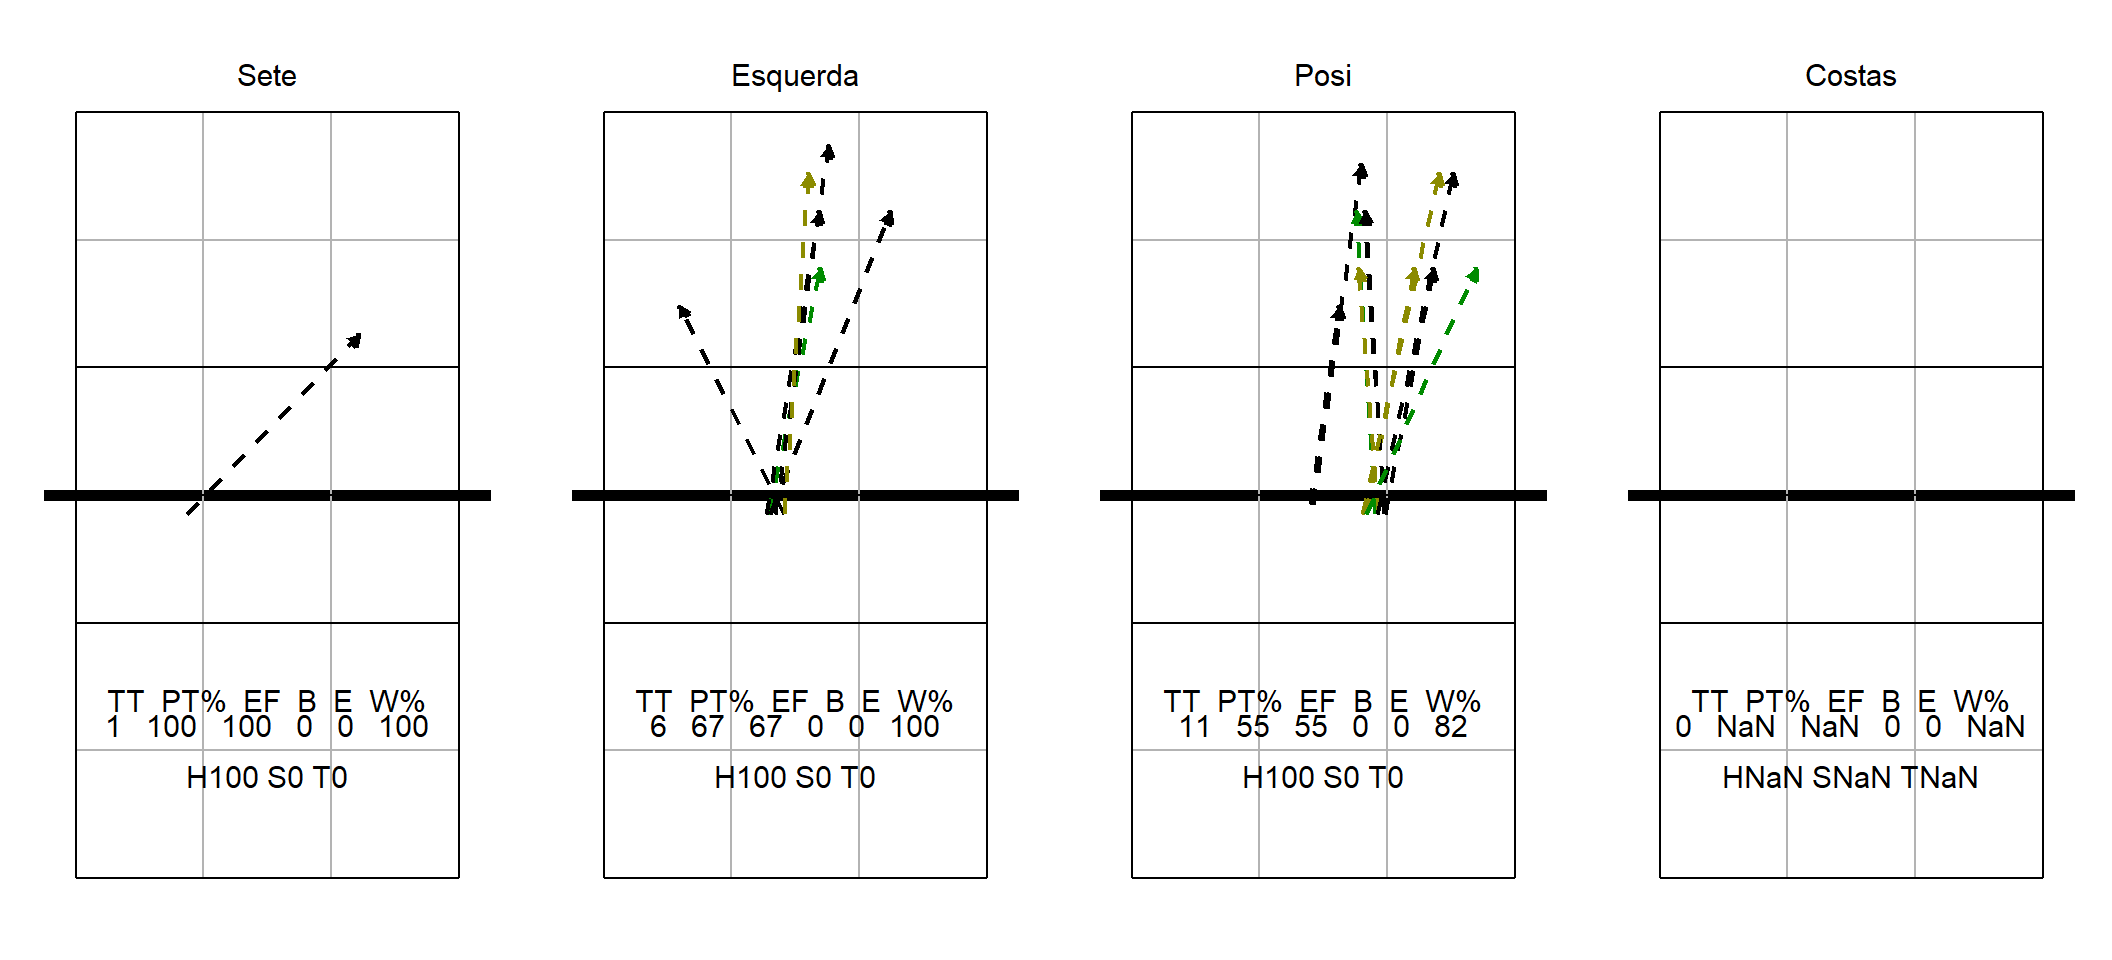 Sete
Esquerda
Posi
Costas
TT PT% EF B E W%
1 100 100 0 0 100
H100 S0 T0
TT PT% EF B E W%
6 67 67 0 0 100
H100 S0 T0
TT PT% EF B E W%
11 55 55 0 0 82
H100 S0 T0
TT PT% EF B E W%
0 NaN NaN 0 0 NaN
HNaN SNaN TNaN